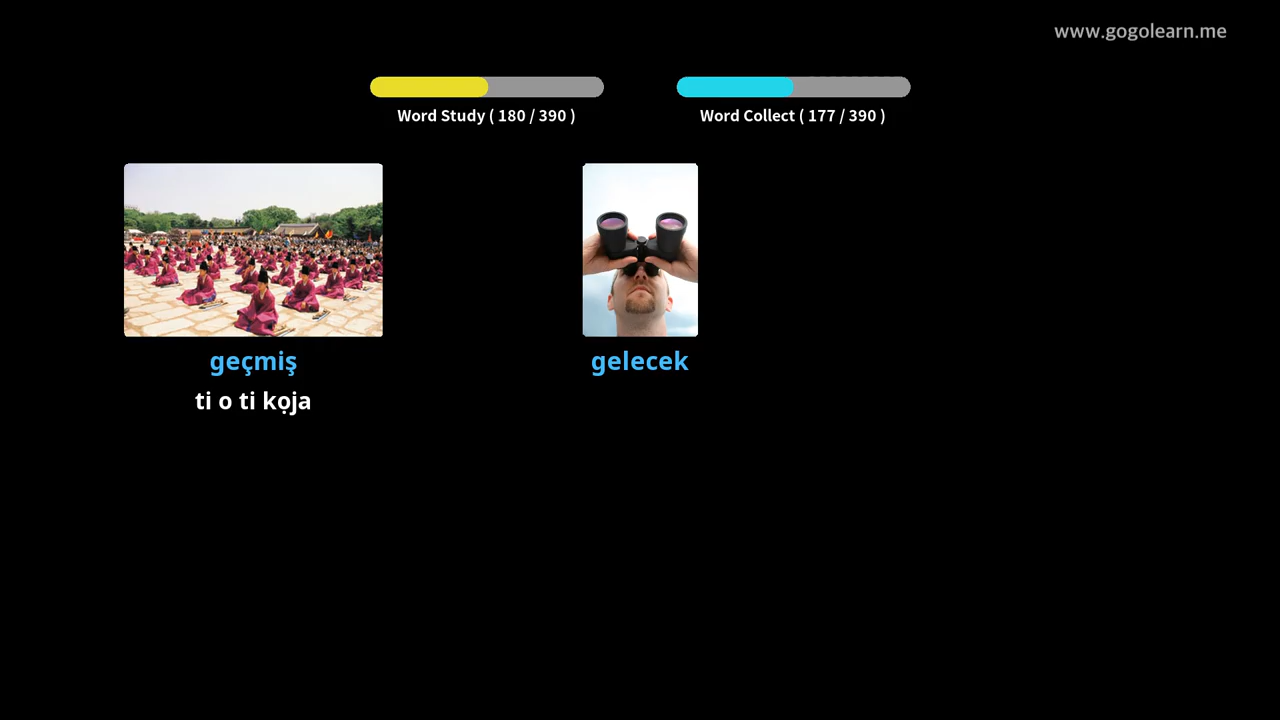 www.gogolearn.me
Word Study ( 180 / 390 )
Word Collect ( 177 / 390 )
geçmiş
ti o ti kọja
gelecek